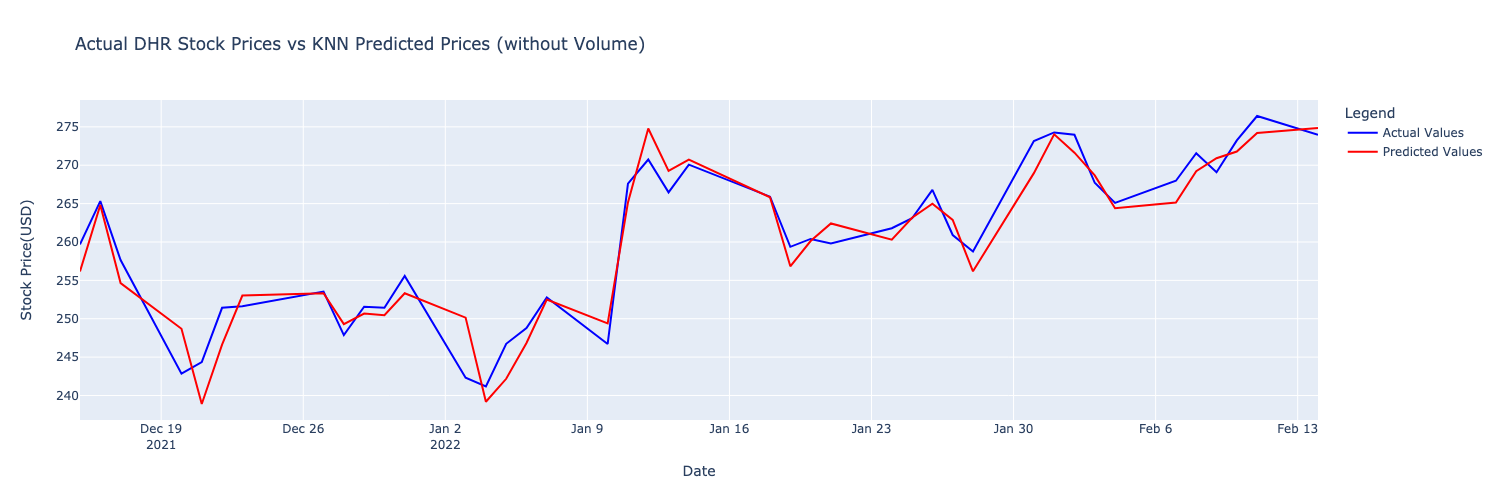 Actual DHR Stock Prices vs KNN Predicted Prices (without Volume)
Legend
Actual Values
Predicted Values
Stock Price(USD)
275
270
265
260
255
250
245
240
Dec 19
2021
Dec 26
Jan 2
2022
Jan 9
Jan 16
Jan 23
Jan 30
Feb 6
Feb 13
Date